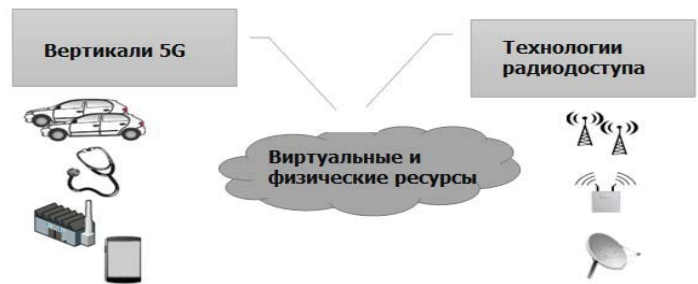 Вертикали 5G
Технологии
радиодоступа
Виртуальные и
физические ресурсы